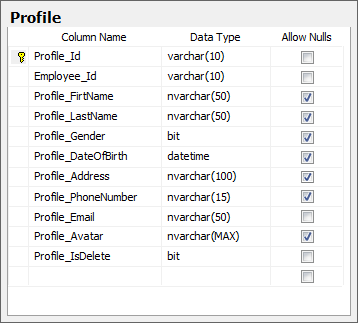 Profile
Column Name Data Type Allow Nulls
Profile_Id varchar(10)
Employee_Id varchar(10)
Profile_FirtName nvarchar(50)
Profile_LastName nvarchar(50)
Profile_Gender bit
Profile_DateOfBirth datetime
Profile_Address nvarchar(100)
Profile_PhoneNumber nvarchar(15)
Profile_Email nvarchar(50)
Profile_Avatar nvarchar(MAX)
Profile_IsDelete bit